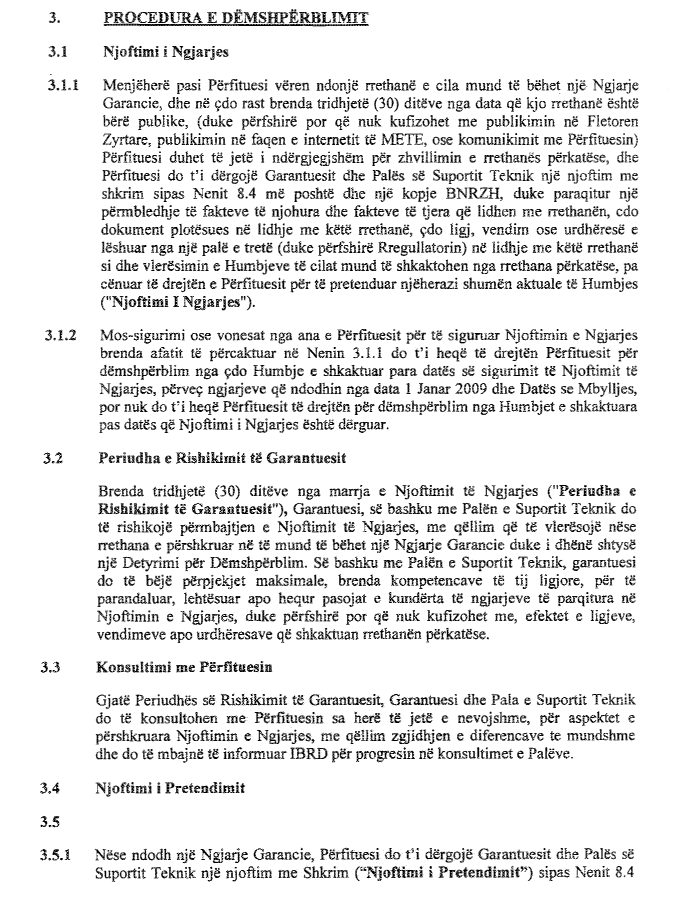 3. PROCEDURA E DËMSHPËRBLIMIT
3.1 Njoftimi i Ngjarjes
3.1.1 Menjëherë pasi Përfituesi vëren ndonjë rrethanë e cila mund të bëhet një Ngjarje
Garancie, dhe në çdo rast brenda tridhjetë (30) ditëve nga data që kjo rrethanë është
bërë publike, (duke përfshirë por që nuk kufizohet me publikimin në Fletoren
Zyrtare, publikimin në faqen e internetit të METE, ose komunikimit me Përfituesin)
Përfituesi duhet të jetë i ndërgjegjshëm për zhvillimin e rrethanës përkatëse, dhe
Përfituesi do t'i dërgojë Garantuesit dhe Palës së Suportit Teknik një njoftim me
shkrim sipas Nenit 8.4 më poshtë dhe një kopje BNRZH, duke paraqitur një
përmbledhje të fakteve të njohura dhe fakteve të tjera që lidhen me rrethanën, cdo
dokument plotësues në lidhje me këtë rrethanë, çdo ligj, vendim ose urdhëresë e
lëshuar nga një palë e tretë (duke përfshirë Rregullatorin) në lidhje me këtë rrethanë
si dhe vlerësimin e Humbjeve të cilat mund të shkaktohen nga rrethana përkatëse, pa
cënuar të drejtën e Përfituesit për të pretenduar njëherazi shumën aktuale të Humbjes
("Njoftimi I Ngjarjes").
3.1.2 Mos-sigurimi ose vonesat nga ana e Përfituesit për të siguruar Njoftimin e Ngjarjes
brenda afatit të përcaktuar në Nenin 3.1.1 do t'i heqë të drejtën Përfituesit për
dëmshpërblim nga çdo Humbje e shkaktuar para datës së sigurimit të Njoftimit të
Ngjarjes, përveç ngjarjeve që ndodhin nga data 1 Janar 2009 dhe Datës se Mbylljes,
por nuk do t'i heqë Përfituesit të drejtën për dëmshpërblim nga Humbjet e shkaktuara
pas datës që Njoftimi i Ngjarjes është dërguar.
3.2 Periudha e Rishikimit të Garantuesit
Brenda tridhjetë (30) ditëve nga marrja e Njoftimit të Ngjarjes ("Periudha e
Rishikimit të Garantuesit"), Garantuesi, së bashku me Palën e Suportit Teknik do
të rishikojë përmbajtjen e Njoftimit të Ngjarjes, me qëllim që të vlerësojë nëse
rrethana e përshkruar në të mund të bëhet një Ngjarje Garancie duke i dhënë shtysë
një Detyrimi për Dëmshpërblim. Së bashku me Palën e Suportit Teknik, garantuesi
do të bëjë përpjekjet maksimale, brenda kompetencave të tij ligjore, për të
parandaluar, lehtësuar apo hequr pasojat e kundërta të ngjarjeve të parqitura në
Njoftimin e Ngjarjes, duke përfshirë por që nuk kufizohet me, efektet e ligjeve,
vendimeve apo urdhëresave që shkaktuan rrethanën përkatëse.
3.3 Konsultimi me Përfituesin
Gjatë Periudhës së Rishikimit të Garantuesit, Garantuesi dhe Pala e Suportit Teknik
do të konsultohen me Përfituesin sa herë të jetë e nevojshme, për aspektet e
përshkruara Njoftimin e Ngjarjes, me qëllim zgjidhjen e diferencave te mundshme
dhe do të mbajnë të informuar IBRD për progresin në konsultimet e Palëve.
3.4 Njoftimi i Pretendimit
3.5
3.5.1 Nëse ndodh një Ngjarje Garancie, Përfituesi do t'i dërgojë Garantuesit dhe Palës së
Suportit Teknik një njoftim me Shkrim ("Njoftimi i Pretendimit") sipas Nenit 8.4